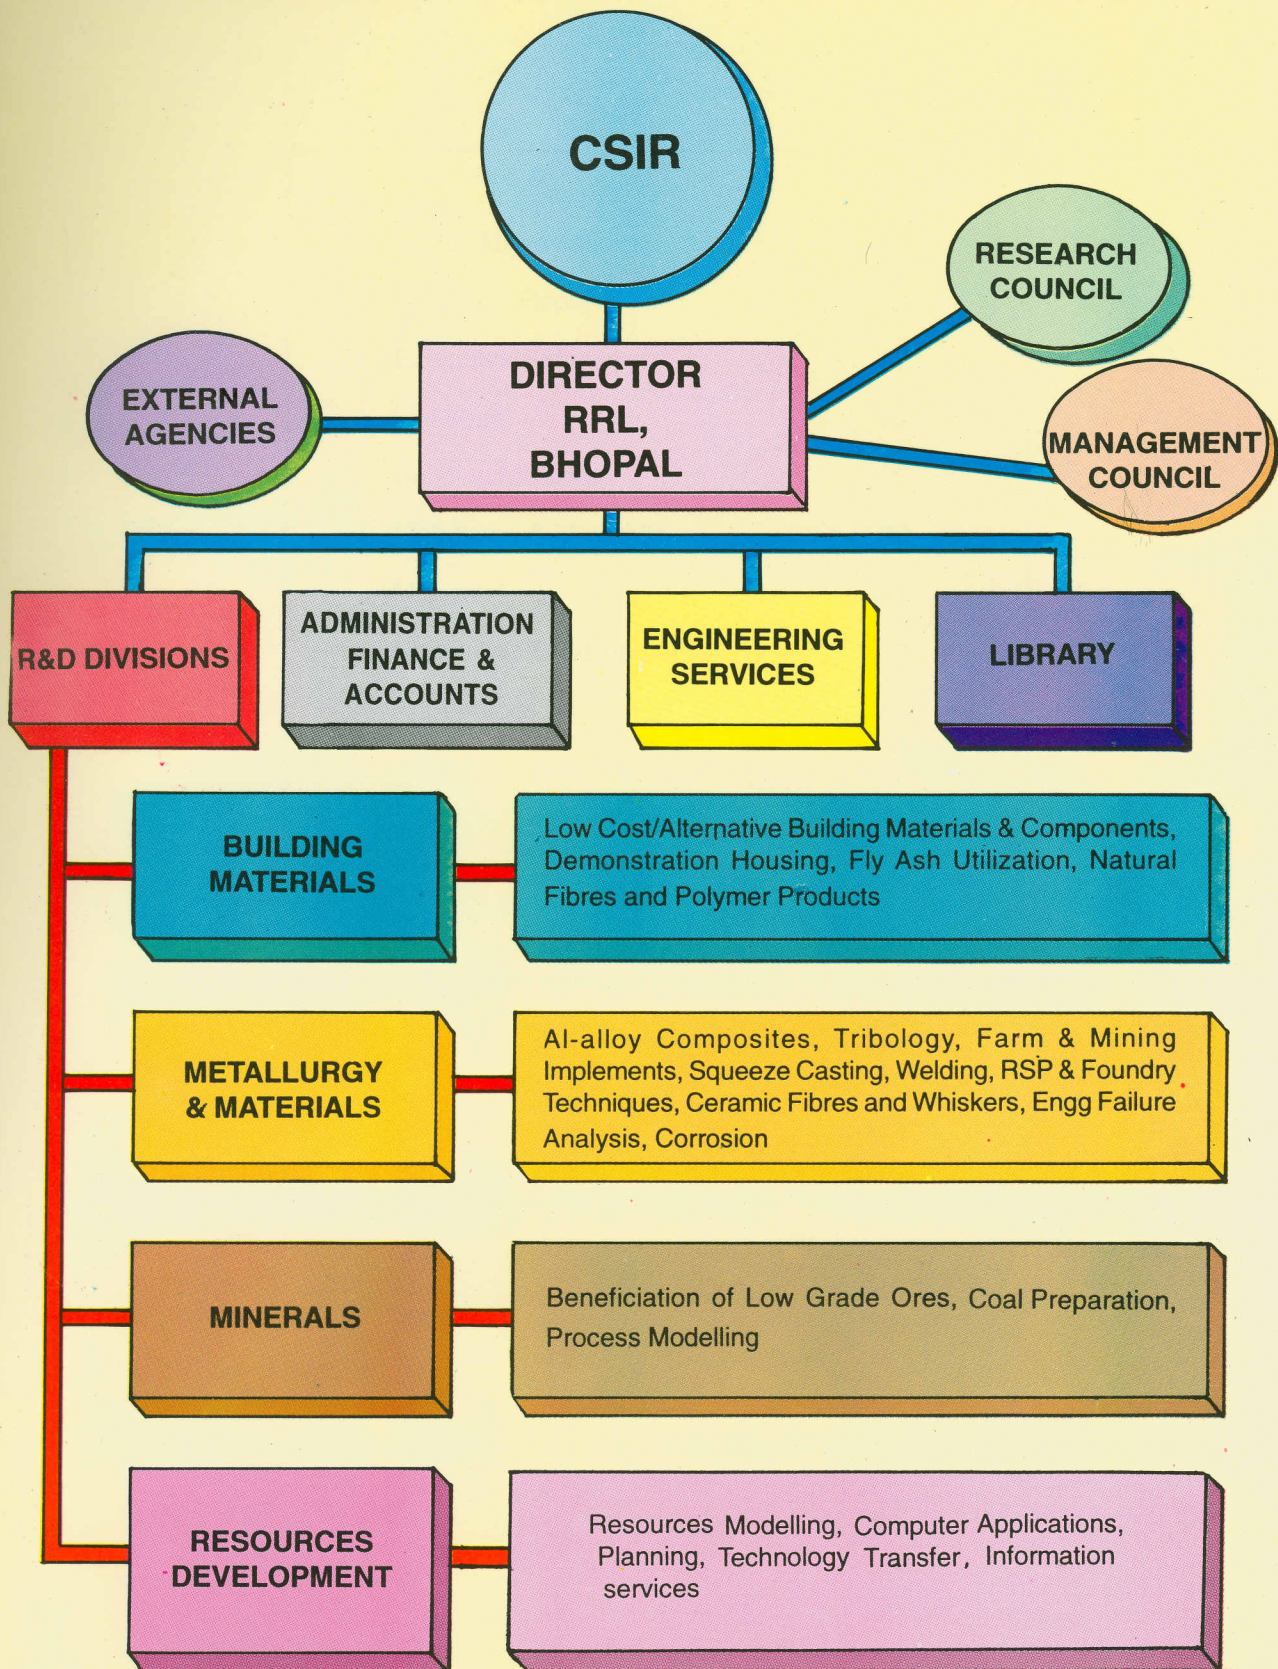 CSIR
RESEARCH
COUNCIL
EXTERNAL
AGENCIES
DIRECTOR
RRL,
BHOPAL
MANAGEMENT
COUNCIL
R&D DIVISIONS
ADMINISTRATION
FINANCE &
ACCOUNTS
ENGINEERING
SERVICES
LIBRARY
BUILDING
MATERIALS
Low Cost/Alternative Building Materials & Components,
Demonstration Housing, Fly Ash Utilization, Natural
Fibres and Polymer Products
METALLURGY
& MATERIALS
Al-alloy Composites, Tribology, Farm & Mining
Implements, Squeeze Casting, Welding, RSP & Foundry
Techniques, Ceramic Fibres and Whiskers, Engg Failure
Analysis, Corrosion
MINERALS
Beneficiation of Low Grade Ores, Coal Preparation,
Process Modelling
RESOURCES
DEVELOPMENT
Resources Modelling, Computer Applications,
Planning, Technology Transfer, Information
services